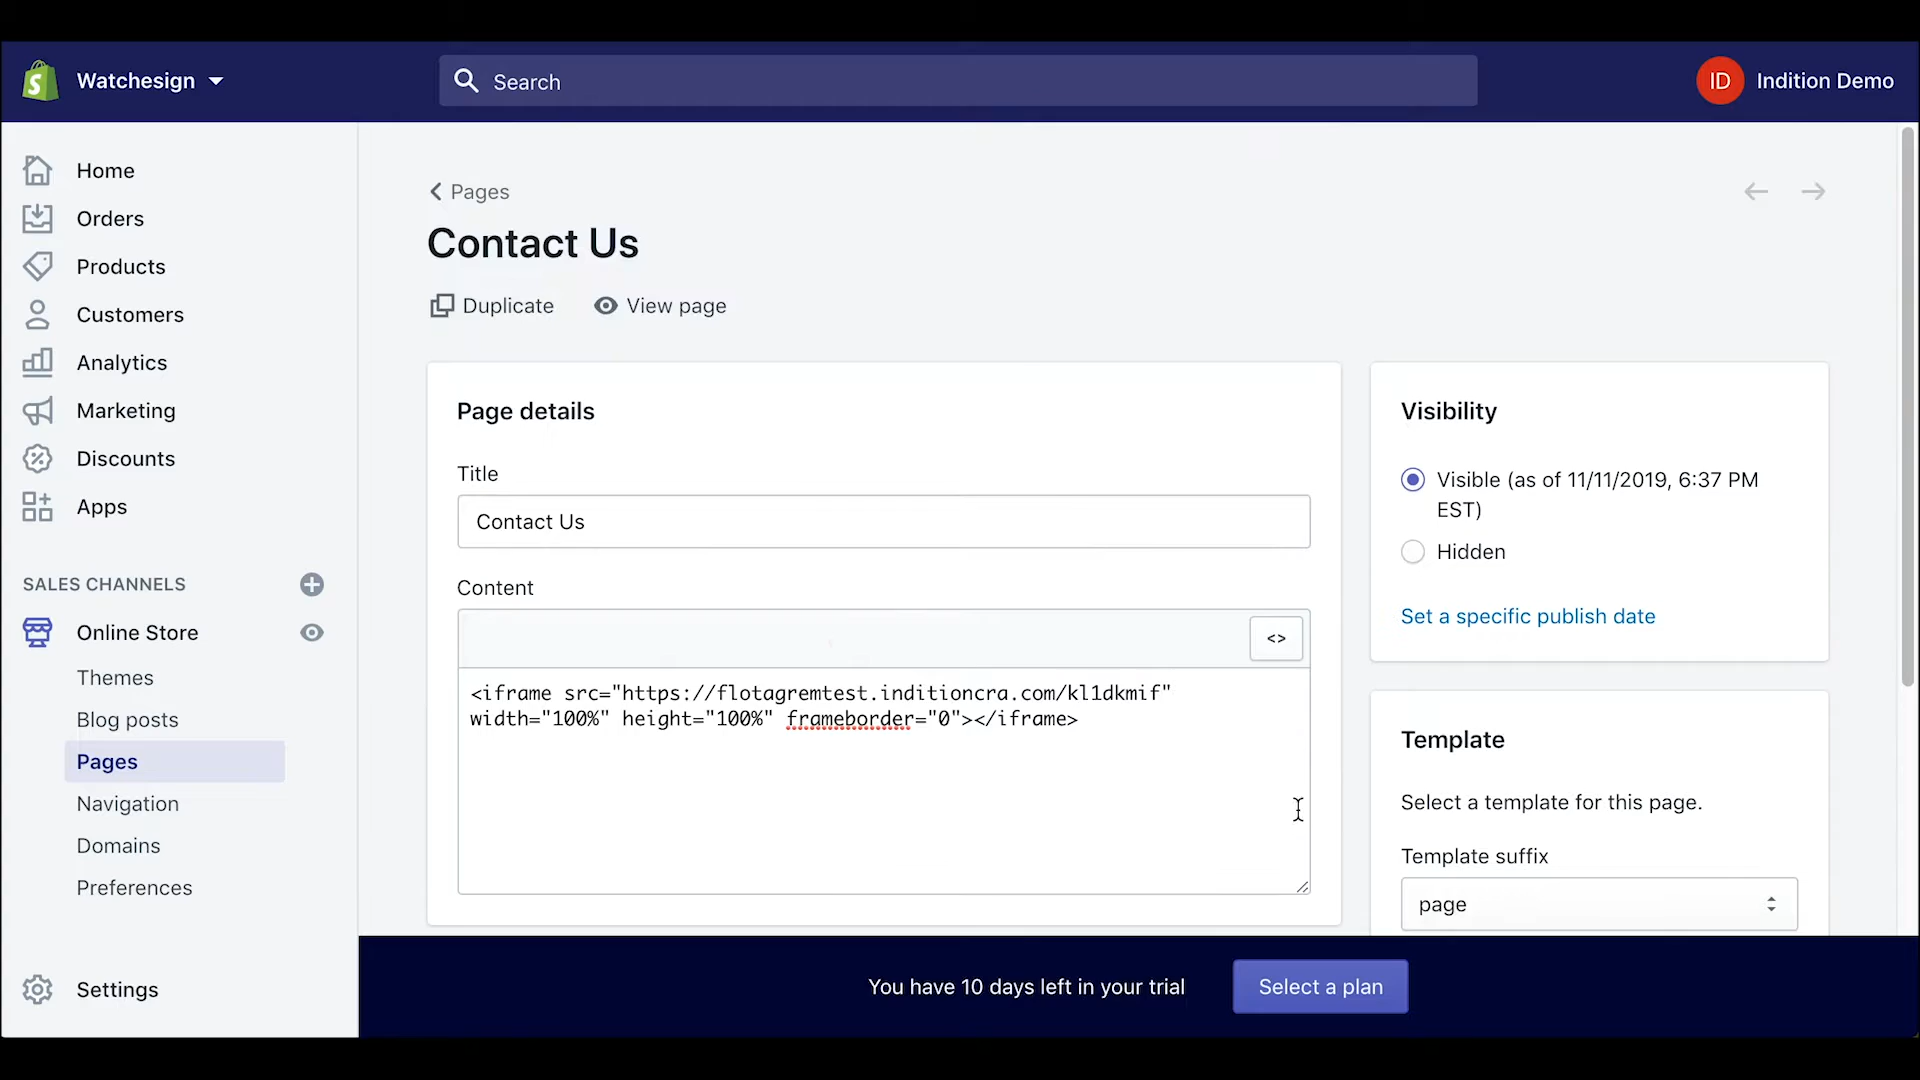 Watchesign
Search
ID
Indition Demo
Home
Orders
Products
Customers
Analytics
Marketing
Discounts
Apps
SALES CHANNELS
Online Store
Themes
Blog posts
Pages
Navigation
Domains
Preferences
Settings
Pages
Contact Us
Duplicate
View page
Page details
Title
Contact Us
Content
<>
<iframe src="https://flotagremtest.inditioncra.com/kl1dkmif"
width="100%" height="100%" frameborder="0"></iframe>
Visibility
Visible (as of 11/11/2019, 6:37 PM
EST)
Hidden
Set a specific publish date
Template
Select a template for this page.
Template suffix
page
You have 10 days left in your trial
Select a plan